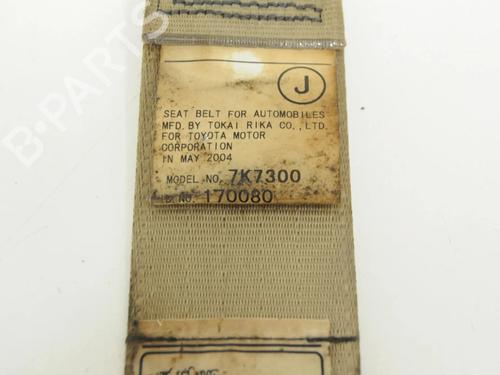 J
SEAT BELT FOR AUTOMOBILES
MFD. BY TOKAI RIKA CO., LTD.
FOR TOYOTA MOTOR
CORPORATION
IN MAY 2004
MODEL NO. 7K7300
NO. 170080
B-PARTS